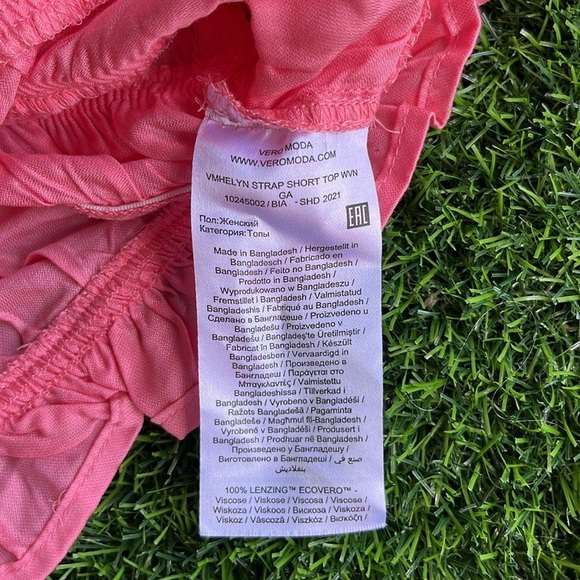 VERO MODA
WWW.VEROMODA.COM
VMHELYN STRAP SHORT TOP WVN
GA
10245002 / BIA - SHD 2021
Пол: Женский
Категория: Топы
EAC
Made in Bangladesh / Hergestellt in
Bangladesch / Fabricado en
Bangladesh / Feito no Bangladesh /
Prodotto in Bangladesh /
Wyprodukowano w Bangladeszu /
Fremstillet i Bangladesh / Valmistatud
Bangladeshis / Fabriqué au Bangladesh /
Сделано в Бангладеше / Proizvedeno v
Bangladešu / Proizvedeno v
Bangladešu / Bangladeş'te Üretilmiştir /
Fabricat în Bangladesh / Készült
Bangladesben / Vervaardigd in
Bangladesh / Произведено в
Бангладеш / Παράγεται στο
Μπαγκλαντές / Valmistettu
Bangladeshissa / Tillverkad i
Bangladesh / Vyrobeno v Bangladéši /
Ražots Bangladešā / Pagaminta
Bangladeše / Magħmul fil-Bangladesh /
Vyrobené v Bangladéši / Produsert i
Bangladesh / Prodhuar në Bangladesh /
Произведено у Бангладешу /
Виготовлено в Бангладеші / صنع في
بنغلاديش
100% LENZING™ ECOVERO™ -
Viscose / Viskose / Viscosa / Viscose /
Wiskoza / Viskoos / Вискоза / Viskoza /
Viskoz / Vâscoză / Viszkóz / Βισκόζη /